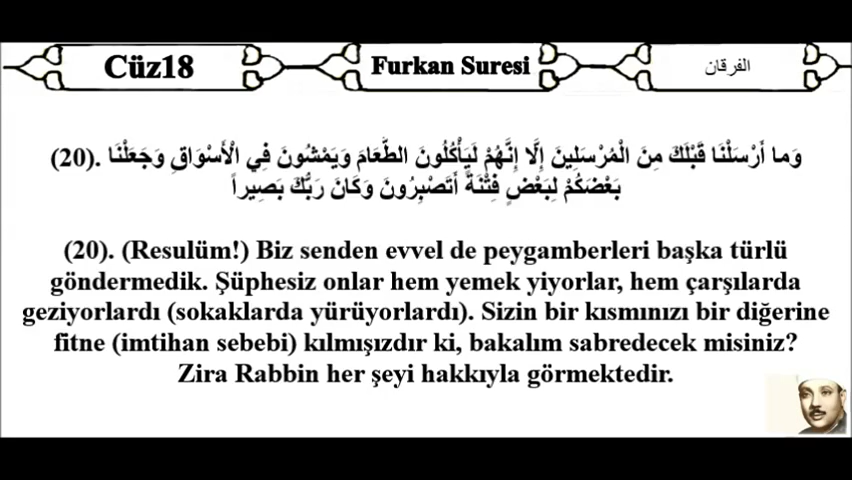 Cüz18
Furkan Suresi
الفرقان
(20). وَما أَرْسَلْنَا قَبْلَكَ مِنَ الْمُرْسَلِينَ إِلَّا إِنَّهُمْ لَيَأْكُلُونَ الطَّعَامَ وَيَمْشُونَ فِي الْأَسْوَاقِ وَجَعَلْنَا
بَعْضَكُمْ لِبَعْضٍ فِتْنَةً أَتَصْبِرُونَ وَكَانَ رَبُّكَ بَصِيراً
(20). (Resulüm!) Biz senden evvel de peygamberleri başka türlü
göndermedik. Şüphesiz onlar hem yemek yiyorlar, hem çarşılarda
geziyorlardı (sokaklarda yürüyorlardı). Sizin bir kısmınızı bir diğerine
fitne (imtihan sebebi) kılmışızdır ki, bakalım sabredecek misiniz?
Zira Rabbin her şeyi hakkıyla görmektedir.